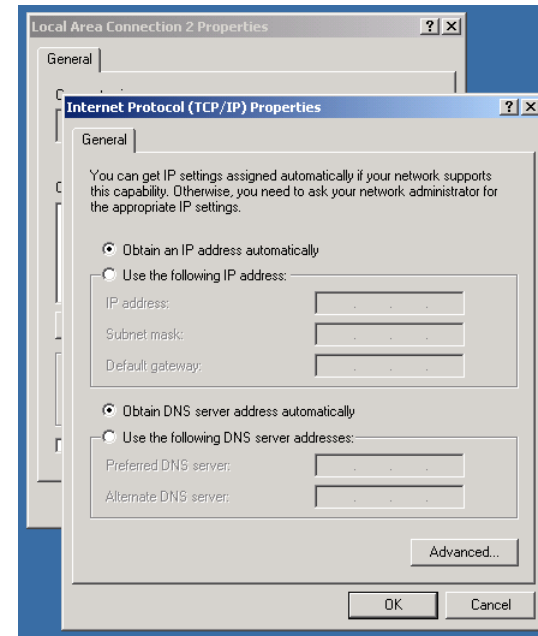 Local Area Connection 2 Properties
General
Internet Protocol (TCP/IP) Properties
General
You can get IP settings assigned automatically if your network supports
this capability. Otherwise, you need to ask your network administrator for
the appropriate IP settings.
Obtain an IP address automatically
Use the following IP address:
IP address:
Subnet mask:
Default gateway:
Obtain DNS server address automatically
Use the following DNS server addresses:
Preferred DNS server:
Alternate DNS server:
Advanced...
OK
Cancel